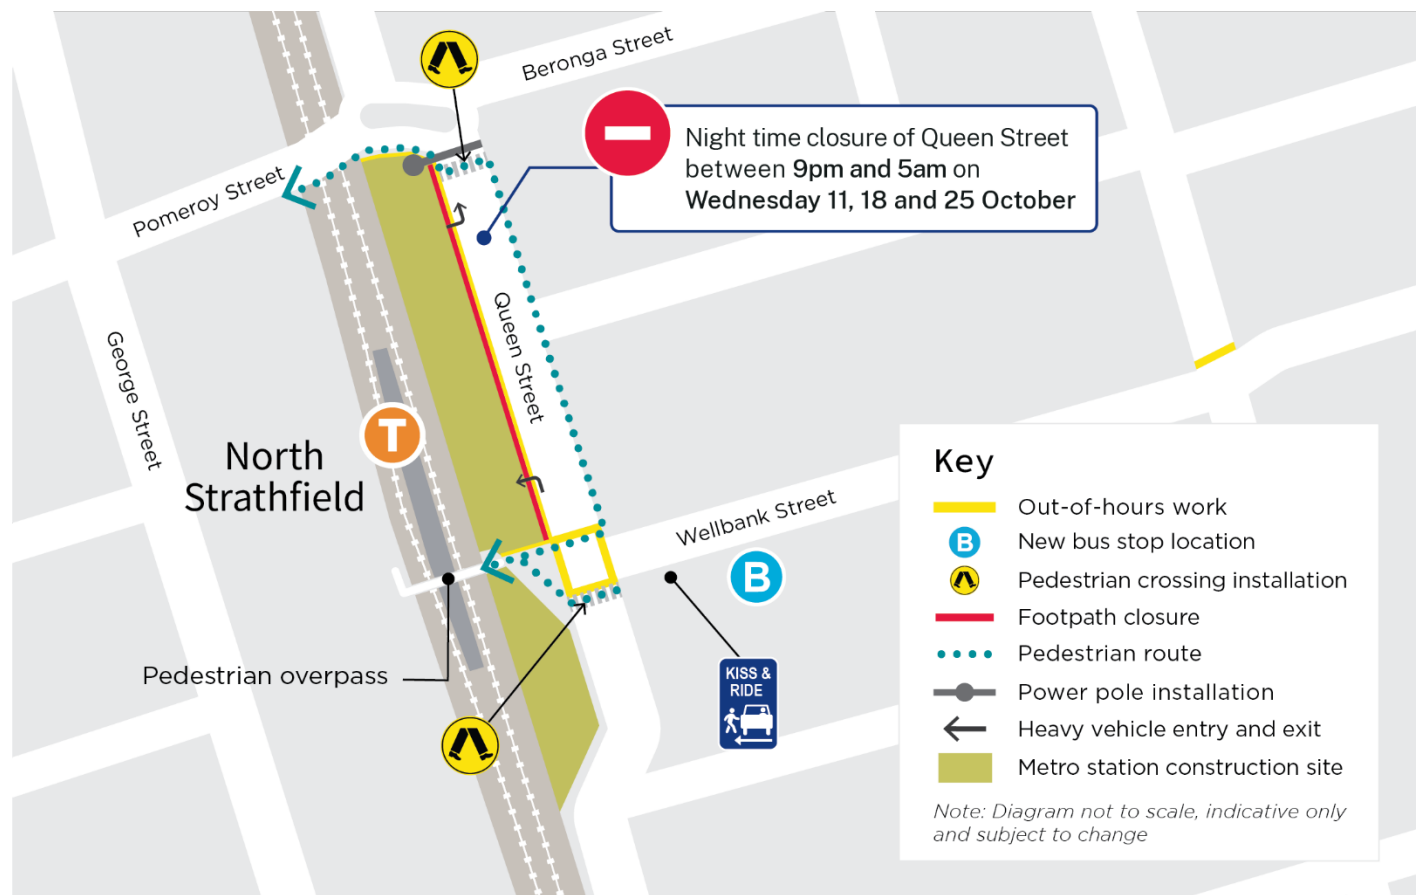 Beronga Street
Night time closure of Queen Street
between 9pm and 5am on
Wednesday 11, 18 and 25 October
Pomeroy Street
Queen Street
George Street
T
North
Strathfield
Wellbank Street
B
Pedestrian overpass
KISS &
RIDE
Key
Out-of-hours work
B
New bus stop location
Pedestrian crossing installation
Footpath closure
Pedestrian route
Power pole installation
Heavy vehicle entry and exit
Metro station construction site
Note: Diagram not to scale, indicative only
and subject to change